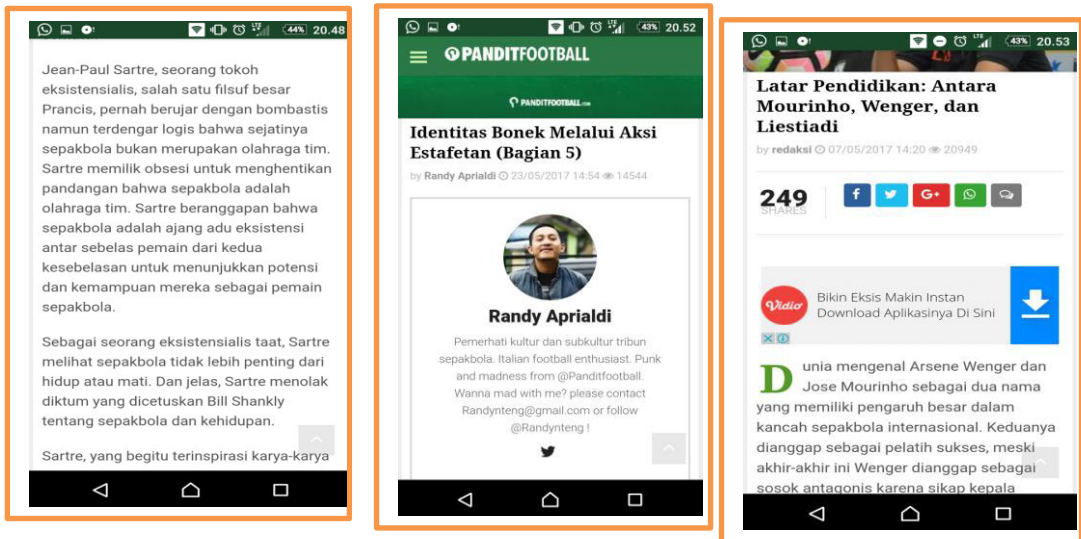 44% 20.48
Jean-Paul Sartre, seorang tokoh
eksistensialis, salah satu filsuf besar
Prancis, pernah berujar dengan bombastis
namun terdengar logis bahwa sejatinya
sepakbola bukan merupakan olahraga tim.
Sartre memilik obsesi untuk menghentikan
pandangan bahwa sepakbola adalah
olahraga tim. Sartre beranggapan bahwa
sepakbola adalah ajang adu eksistensi
antar sebelas pemain dari kedua
kesebelasan untuk menunjukkan potensi
dan kemampuan mereka sebagai pemain
sepakbola.
Sebagai seorang eksistensialis taat, Sartre
melihat sepakbola tidak lebih penting dari
hidup atau mati. Dan jelas, Sartre menolak
diktum yang dicetuskan Bill Shankly
tentang sepakbola dan kehidupan.
Sartre, yang begitu terinspirasi karya-karya
LTE 43% 20.52
PANDITFOOTBALL
PANDITFOOTBALL.com
Identitas Bonek Melalui Aksi
Estafetan (Bagian 5)
by Randy Aprialdi 23/05/2017 14:54 14544
Randy Aprialdi
Pemerhati kultur dan subkultur tribun
sepakbola. Italian football enthusiast. Punk
and madness from @Panditfootball.
Wanna mad with me? please contact
Randynteng@gmail.com or follow
@Randynteng !
LTE 43% 20.53
Latar Pendidikan: Antara
Mourinho, Wenger, dan
Liestiadi
by redaksi 07/05/2017 14:20 20949
249
SHARES
f G+
Vidio
Bikin Eksis Makin Instan
Download Aplikasinya Di Sini
Dunia mengenal Arsene Wenger dan
Jose Mourinho sebagai dua nama
yang memiliki pengaruh besar dalam
kancah sepakbola internasional. Keduanya
dianggap sebagai pelatih sukses, meski
akhir-akhir ini Wenger dianggap sebagai
sosok antagonis karena sikap kepala